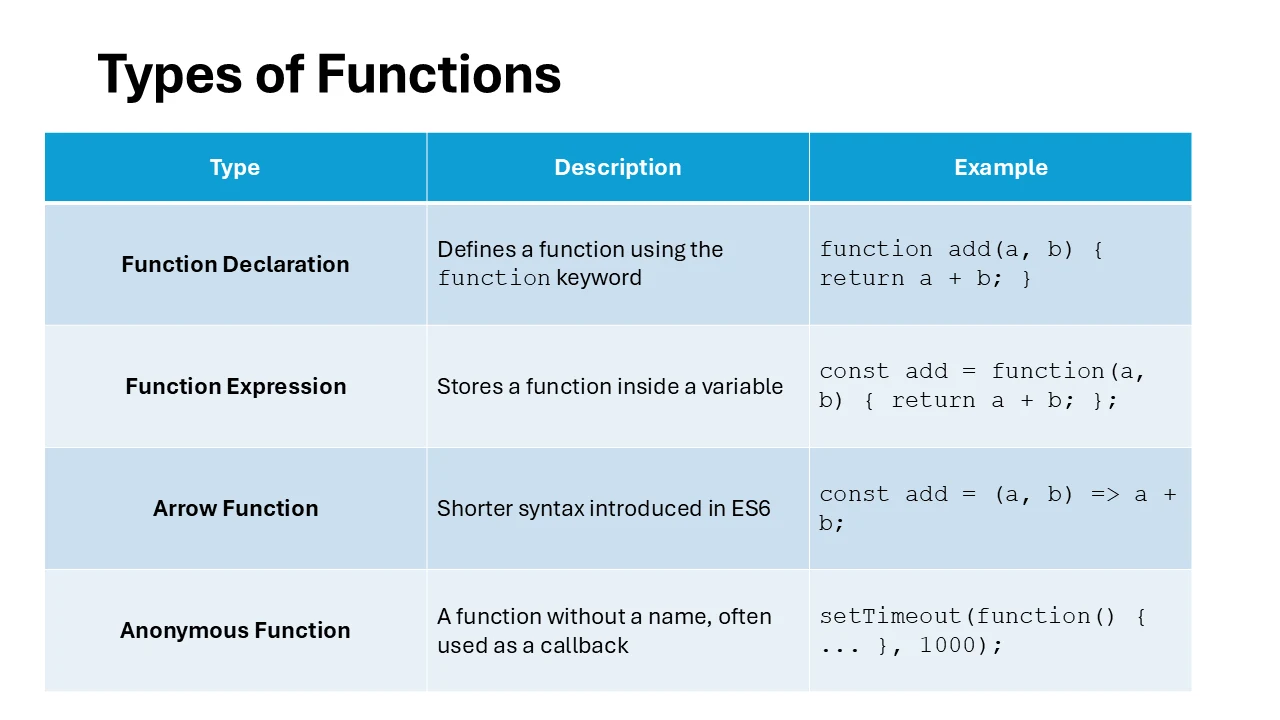 Types of Functions
Type
Description
Example
Function Declaration
Defines a function using the
function keyword
function add(a, b) {
return a + b; }
Function Expression
Stores a function inside a variable
const add = function(a,
b) { return a + b; };
Arrow Function
Shorter syntax introduced in ES6
const add = (a, b) => a +
b;
Anonymous Function
A function without a name, often
used as a callback
setTimeout(function() {
... }, 1000);